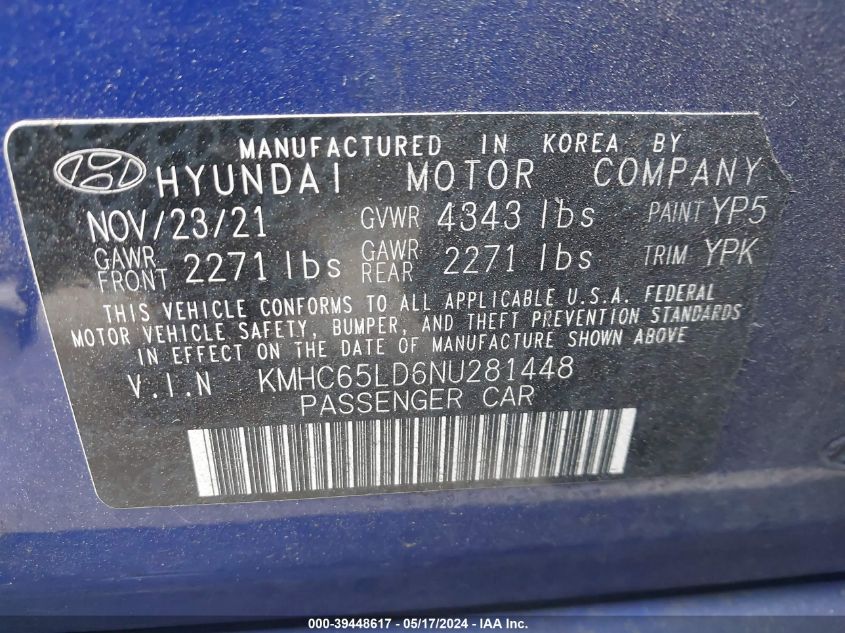 MANUFACTURED IN KOREA BY
HYUNDAI MOTOR COMPANY
NOV/23/21 GVWR 4343 lbs PAINT YP5
GAWR FRONT 2271 lbs GAWR REAR 2271 lbs TRIM YPK
THIS VEHICLE CONFORMS TO ALL APPLICABLE U.S.A. FEDERAL
MOTOR VEHICLE SAFETY, BUMPER, AND THEFT PREVENTION STANDARDS
IN EFFECT ON THE DATE OF MANUFACTURE SHOWN ABOVE
V.I.N KMHC65LD6NU281448
PASSENGER CAR
000-39448617 - 05/17/2024 - IAA Inc.